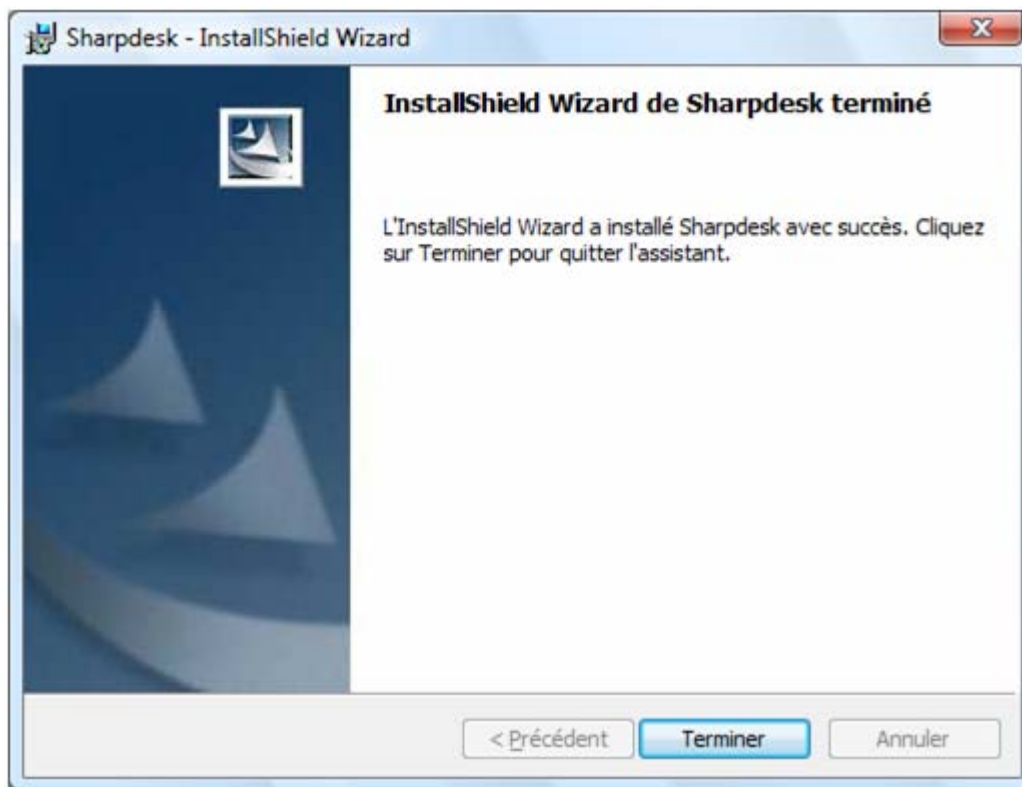 Sharpdesk - InstallShield Wizard
InstallShield Wizard de Sharpdesk terminé
L'InstallShield Wizard a installé Sharpdesk avec succès. Cliquez
sur Terminer pour quitter l'assistant.
< Précédent
Terminer
Annuler